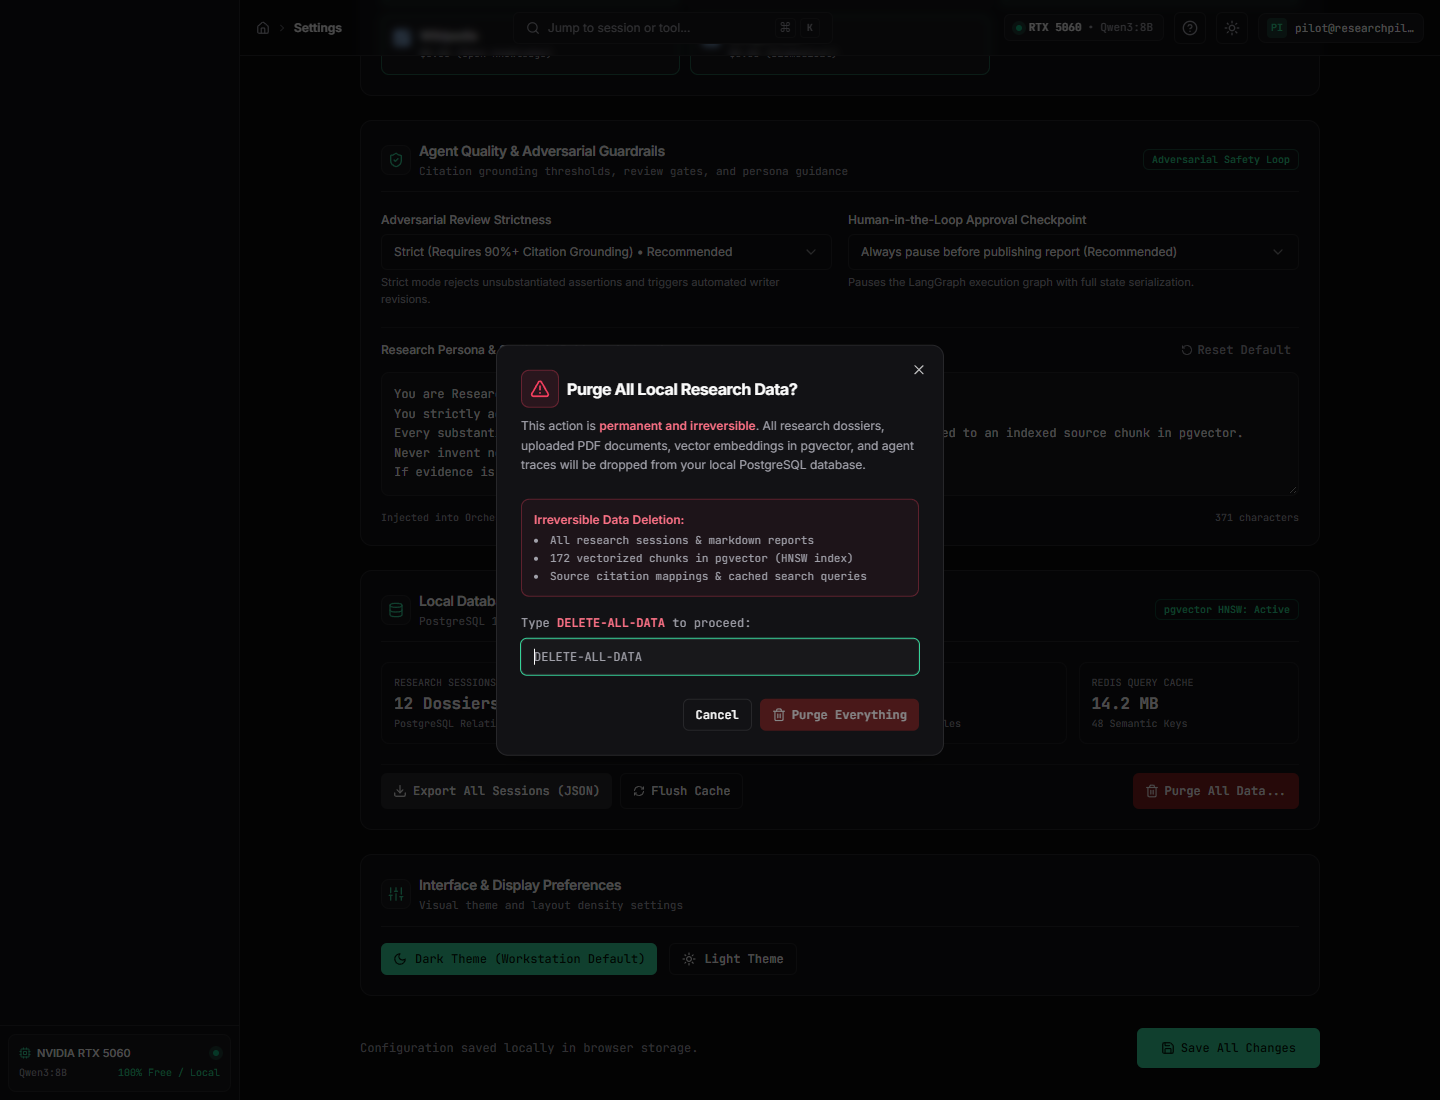 Settings
Jump to session or tool...
⌘ K
RTX 5060 • Qwen3:8B
PI pilot@researchpil…
Agent Quality & Adversarial Guardrails
Citation grounding thresholds, review gates, and persona guidance
Adversarial Safety Loop
Adversarial Review Strictness
Strict (Requires 90%+ Citation Grounding) • Recommended
Strict mode rejects unsubstantiated assertions and triggers automated writer
revisions.
Human-in-the-Loop Approval Checkpoint
Always pause before publishing report (Recommended)
Pauses the LangGraph execution graph with full state serialization.
Research Persona &
Reset Default
You are Resear
You strictly a
Every substant
ed to an indexed source chunk in pgvector.
Never invent n
If evidence is
Injected into Orche
371 characters
Purge All Local Research Data?
This action is permanent and irreversible. All research dossiers,
uploaded PDF documents, vector embeddings in pgvector, and agent
traces will be dropped from your local PostgreSQL database.
Irreversible Data Deletion:
• All research sessions & markdown reports
• 172 vectorized chunks in pgvector (HNSW index)
• Source citation mappings & cached search queries
Type DELETE-ALL-DATA to proceed:
DELETE-ALL-DATA
Cancel
Purge Everything
Local Datab
PostgreSQL 1
pgvector HNSW: Active
RESEARCH SESSIONS
12 Dossiers
PostgreSQL Relati
les
REDIS QUERY CACHE
14.2 MB
48 Semantic Keys
Export All Sessions (JSON)
Flush Cache
Purge All Data...
Interface & Display Preferences
Visual theme and layout density settings
Dark Theme (Workstation Default)
Light Theme
Configuration saved locally in browser storage.
Save All Changes
NVIDIA RTX 5060
Qwen3:8B
100% Free / Local